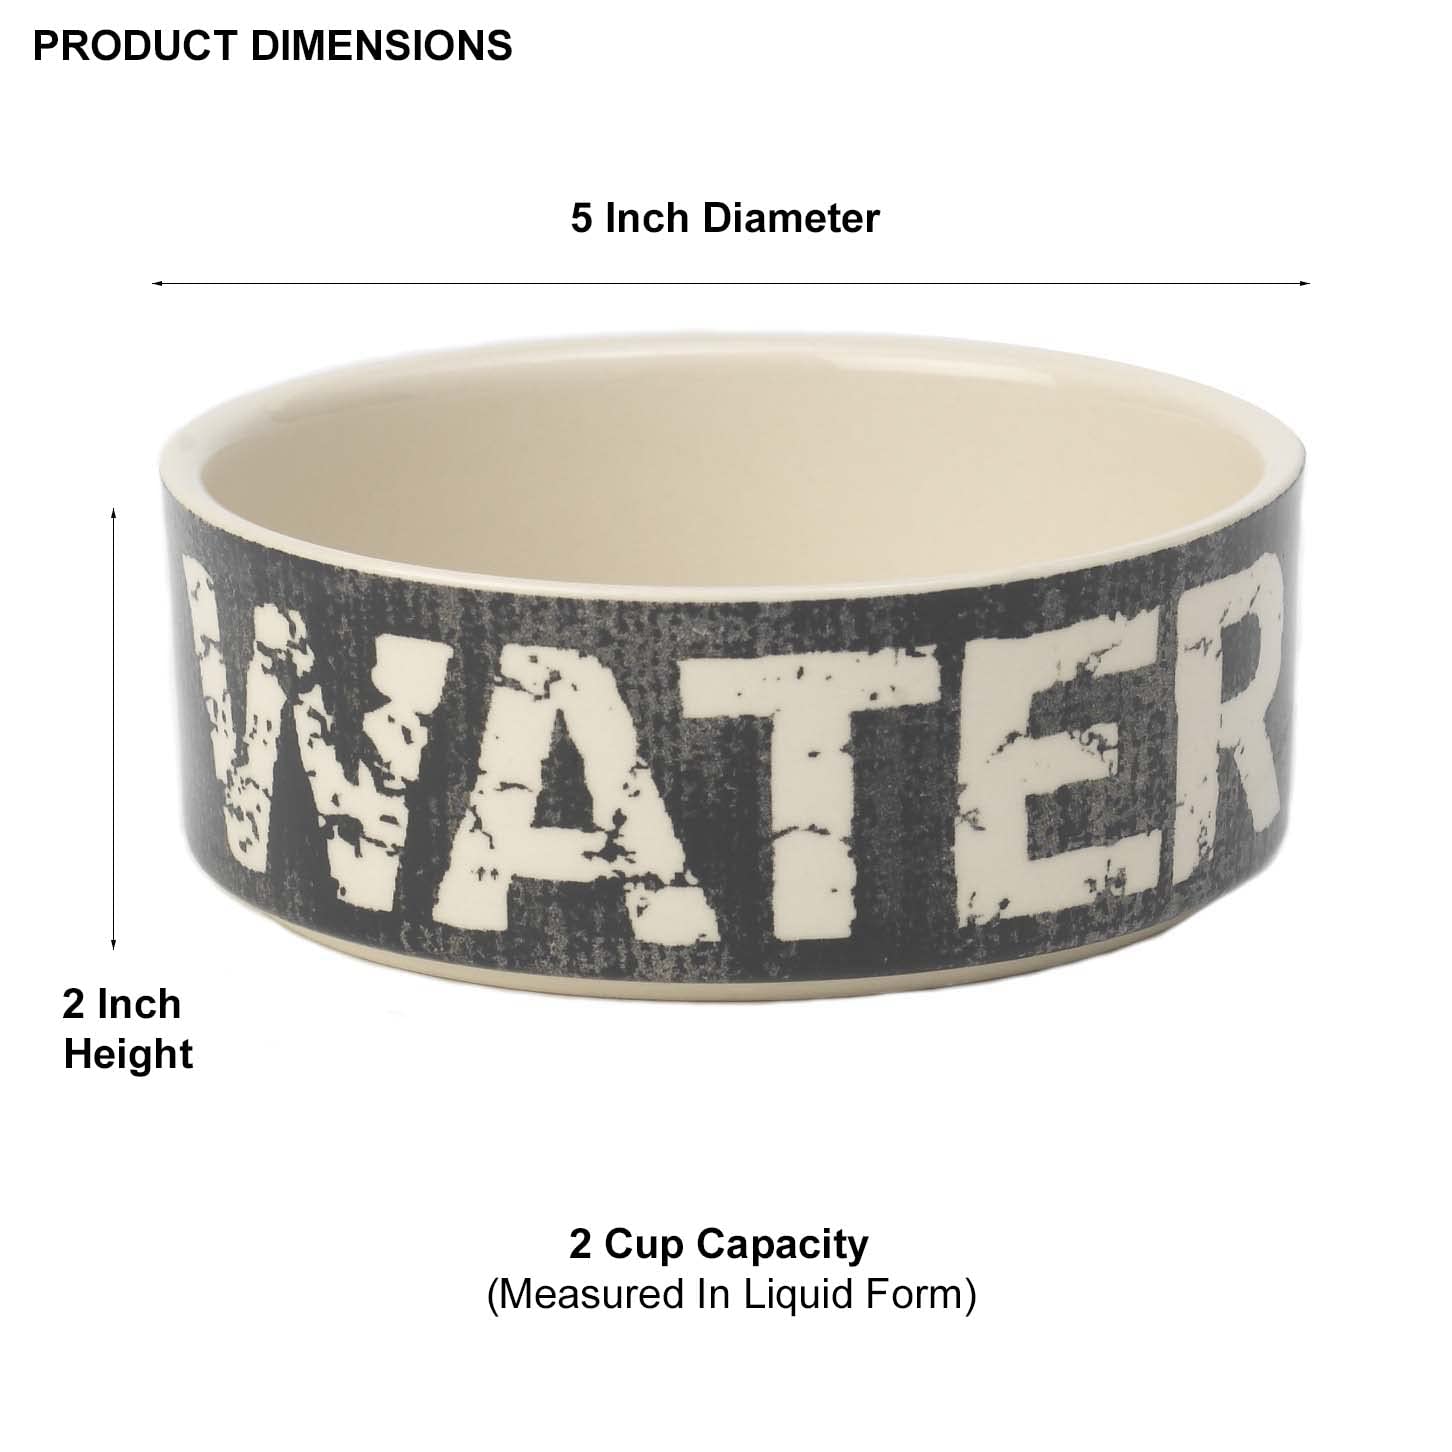 PRODUCT DIMENSIONS
5 Inch Diameter
WATER
2 Inch
Height
2 Cup Capacity
(Measured In Liquid Form)